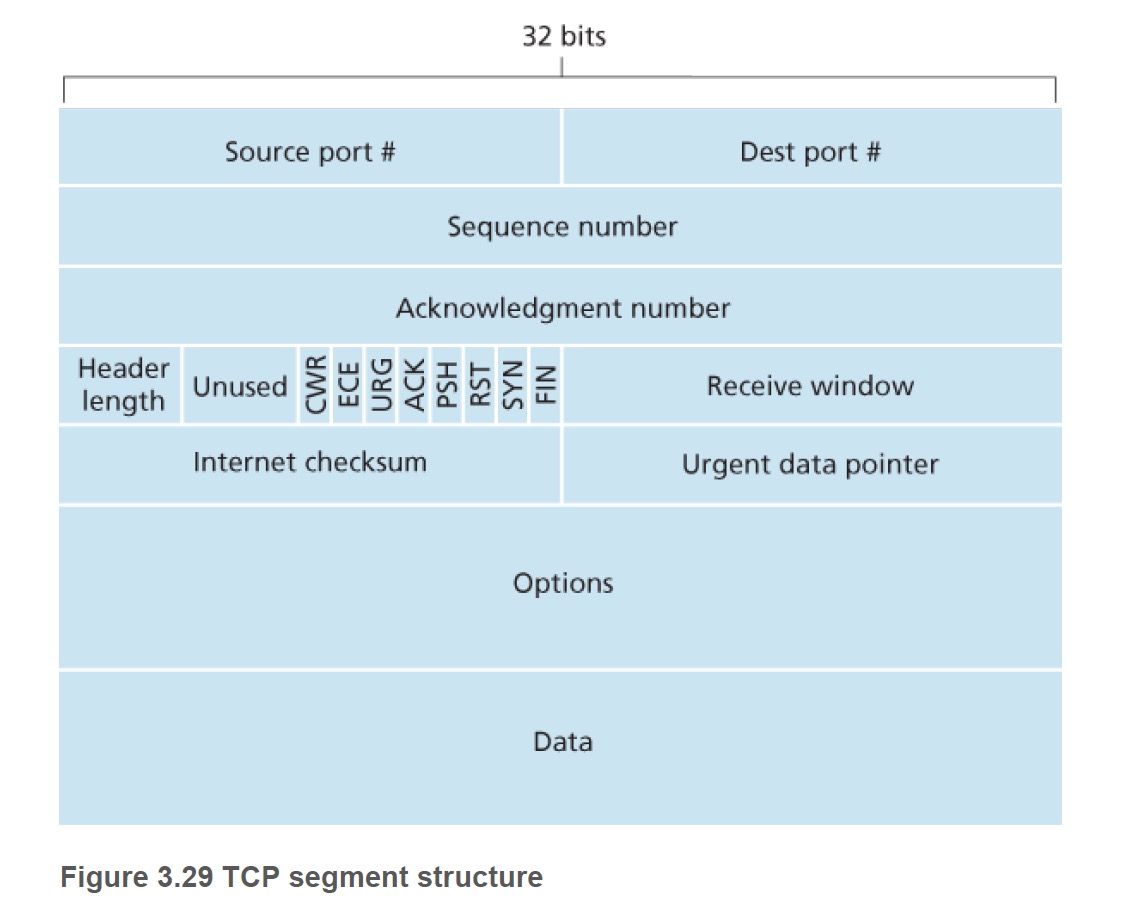 32 bits
Source port #
Dest port #
Sequence number
Acknowledgment number
Header
length
Unused
CWR
ECE
URG
ACK
PSH
RST
SYN
FIN
Receive window
Internet checksum
Urgent data pointer
Options
Data
Figure 3.29 TCP segment structure